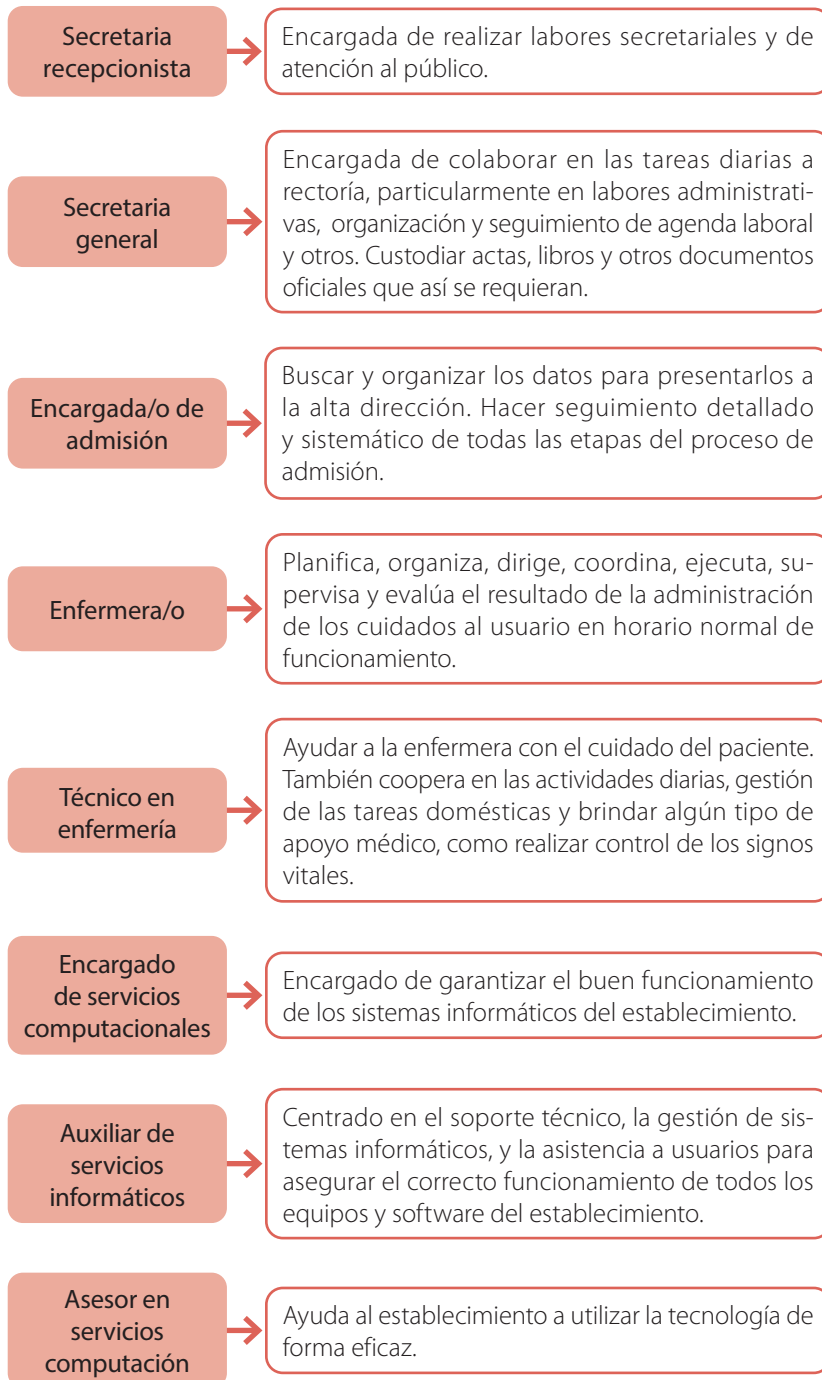 Secretaria
recepcionista
Encargada de realizar labores secretariales y de
atención al público.
Secretaria
general
Encargada de colaborar en las tareas diarias a
rectoría, particularmente en labores administrati-
vas, organización y seguimiento de agenda laboral
y otros. Custodiar actas, libros y otros documentos
oficiales que así se requieran.
Encargada/o de
admisión
Buscar y organizar los datos para presentarlos a
la alta dirección. Hacer seguimiento detallado
y sistemático de todas las etapas del proceso de
admisión.
Enfermera/o
Planifica, organiza, dirige, coordina, ejecuta, su-
pervisa y evalúa el resultado de la administración
de los cuidados al usuario en horario normal de
funcionamiento.
Técnico en
enfermería
Ayudar a la enfermera con el cuidado del paciente.
También coopera en las actividades diarias, gestión
de las tareas domésticas y brindar algún tipo de
apoyo médico, como realizar control de los signos
vitales.
Encargado
de servicios
computacionales
Encargado de garantizar el buen funcionamiento
de los sistemas informáticos del establecimiento.
Auxiliar de
servicios
informáticos
Centrado en el soporte técnico, la gestión de sis-
temas informáticos, y la asistencia a usuarios para
asegurar el correcto funcionamiento de todos los
equipos y software del establecimiento.
Asesor en
servicios
computación
Ayuda al establecimiento a utilizar la tecnología de
forma eficaz.